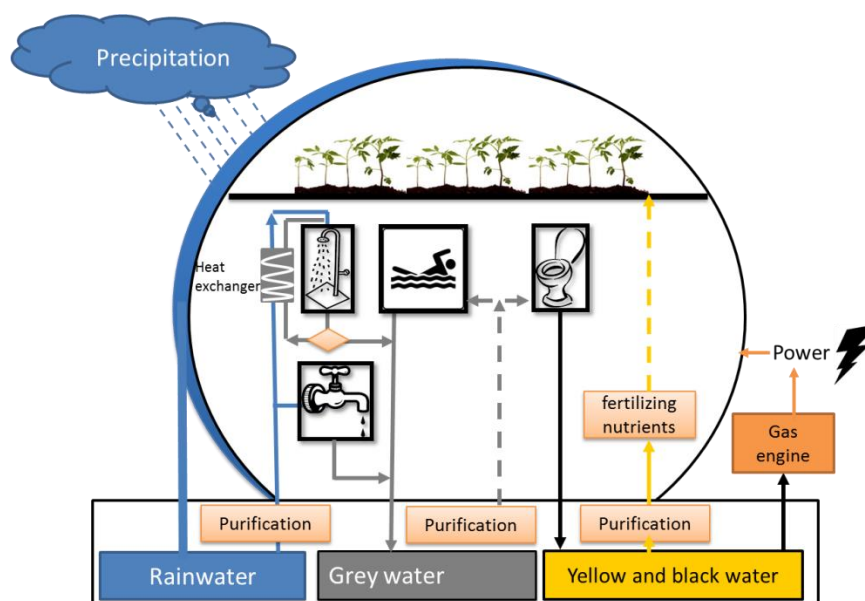 Precipitation
Heat
exchanger
Power
fertilizing
nutrients
Gas
engine
Purification
Purification
Purification
Rainwater
Grey water
Yellow and black water